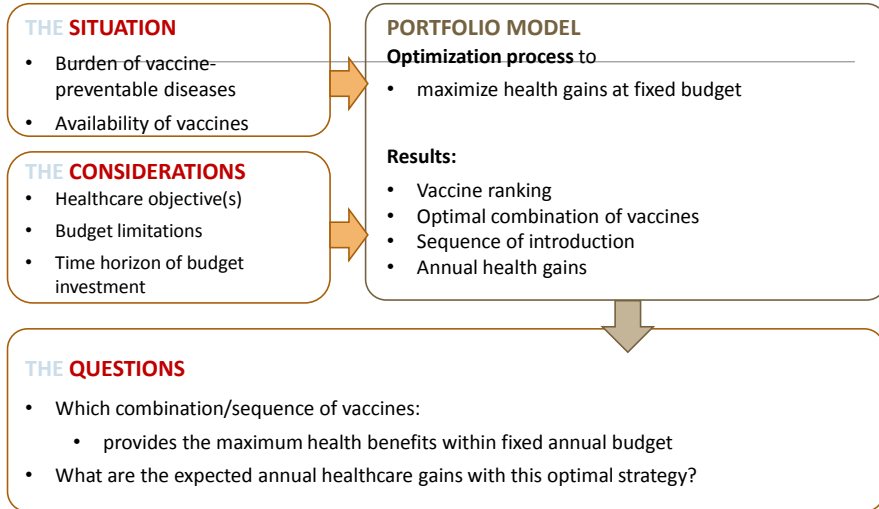 THE SITUATION
• Burden of vaccine-
preventable diseases
• Availability of vaccines
THE CONSIDERATIONS
• Healthcare objective(s)
• Budget limitations
• Time horizon of budget
investment
PORTFOLIO MODEL
Optimization process to
• maximize health gains at fixed budget
Results:
• Vaccine ranking
• Optimal combination of vaccines
• Sequence of introduction
• Annual health gains
THE QUESTIONS
• Which combination/sequence of vaccines:
• provides the maximum health benefits within fixed annual budget
• What are the expected annual healthcare gains with this optimal strategy?